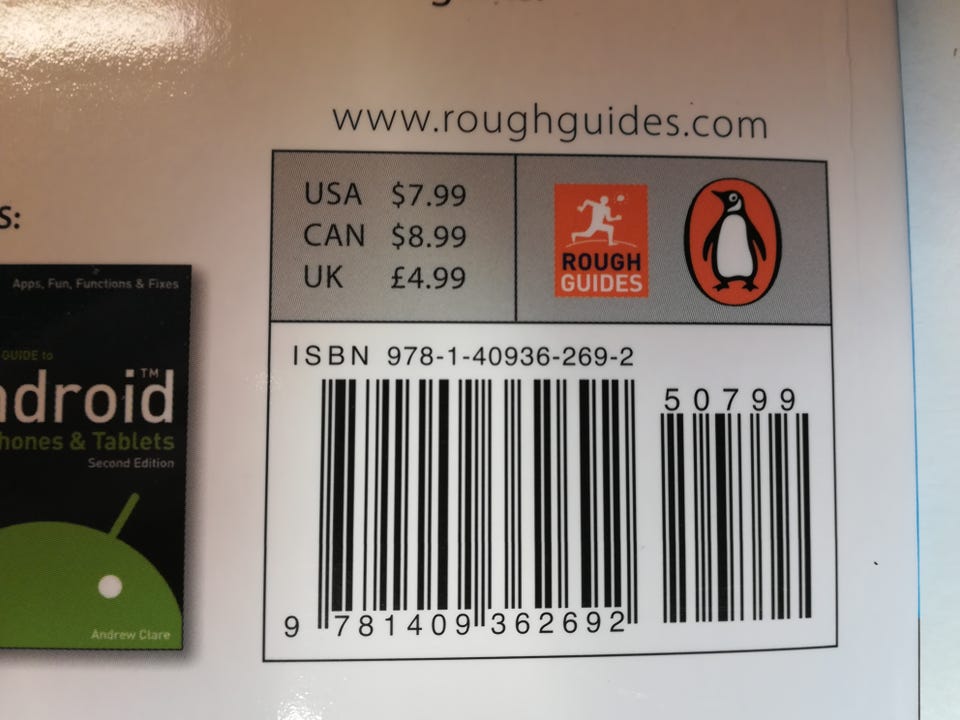 www.roughguides.com
USA $7.99
CAN $8.99
UK £4.99
ROUGH
GUIDES
S:
Apps, Fun, Functions & Fixes
GUIDE to
ndroid™
hones & Tablets
Second Edition
Andrew Clare
ISBN 978-1-40936-269-2
50799
9 781409 362692